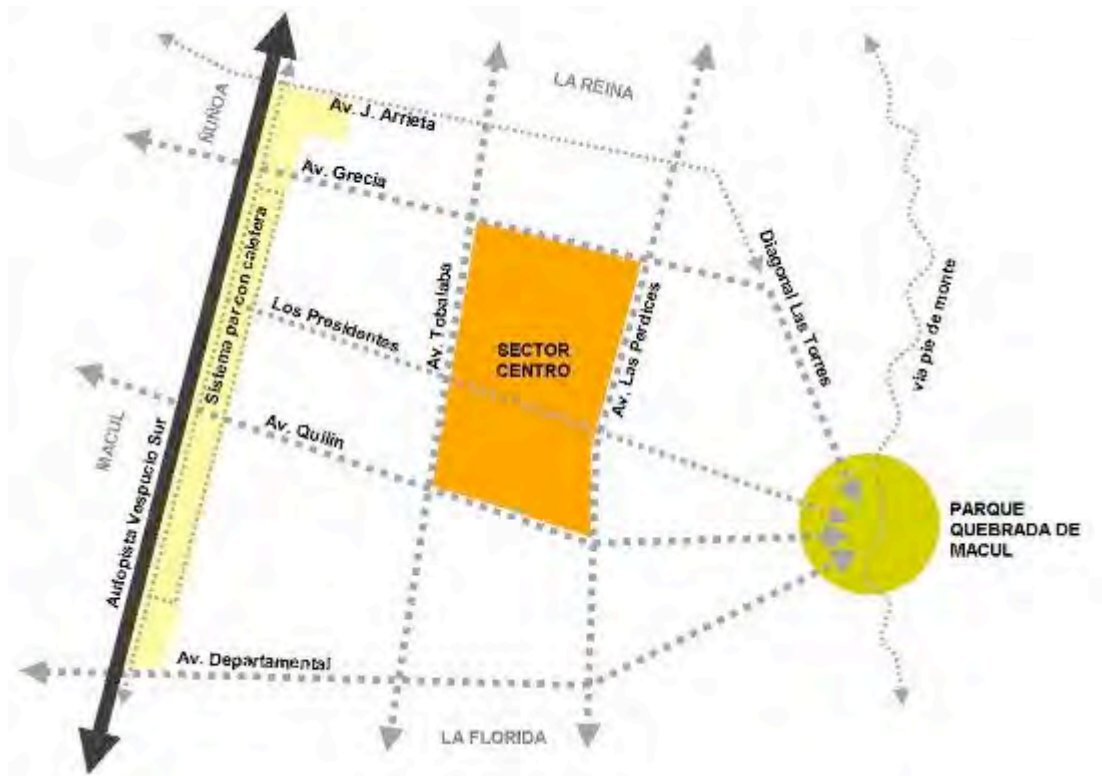 LA REINA
ÑUÑOA
Av. J. Arrieta
Av. Grecia
Sistema par con caletera
Av. Tobalaba
Diagonal Las Torres
vía pie de monte
Los Presidentes
SECTOR
CENTRO
Av. Las Perdices
Av. Quilín
MACUL
Autopista Vespucio Sur
PARQUE
QUEBRADA DE
MACUL
Av. Departamental
LA FLORIDA